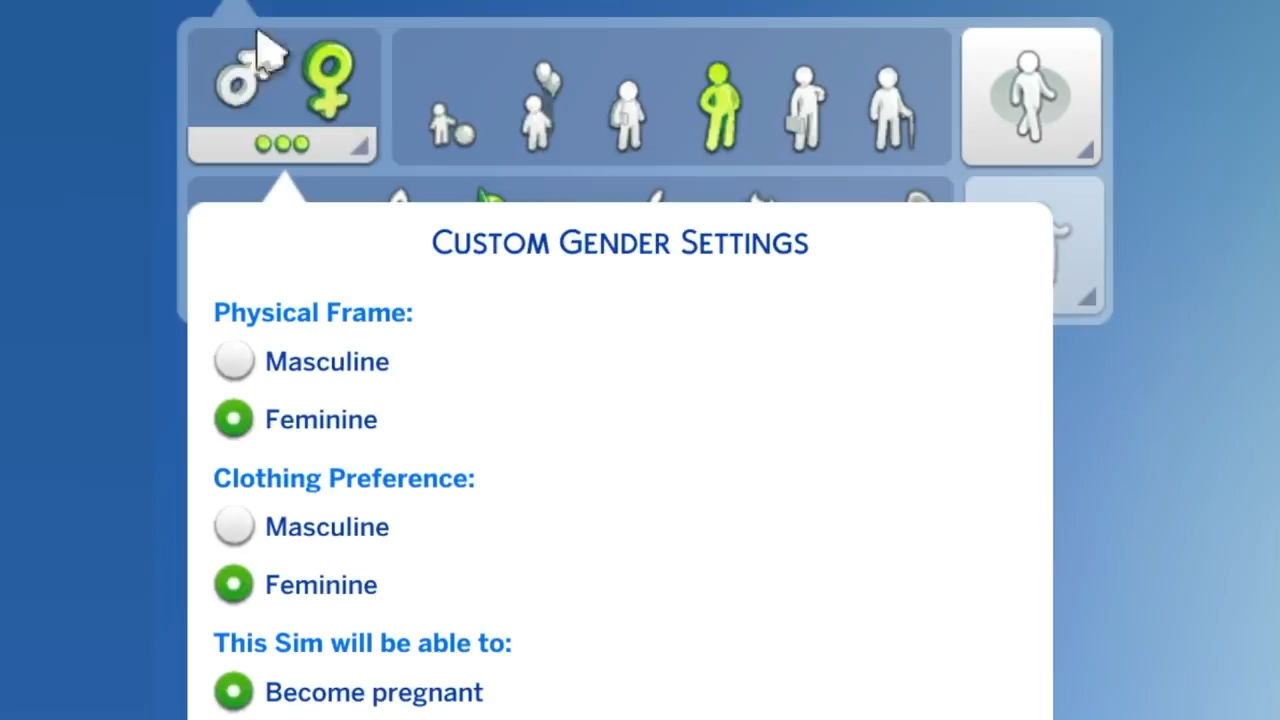 Custom Gender Settings
Physical Frame:
Masculine
Feminine
Clothing Preference:
Masculine
Feminine
This Sim will be able to:
Become pregnant